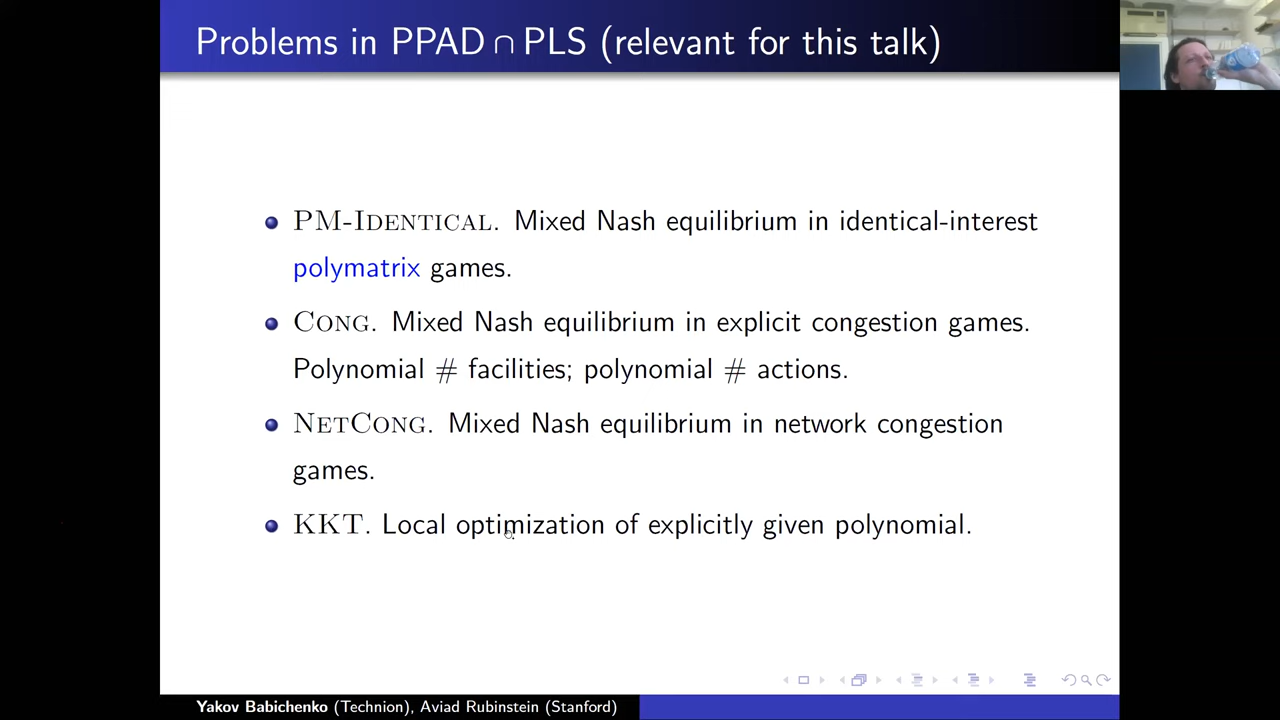 Problems in PPAD ∩ PLS (relevant for this talk)
PM-IDENTICAL. Mixed Nash equilibrium in identical-interest
polymatrix games.
CONG. Mixed Nash equilibrium in explicit congestion games.
Polynomial # facilities; polynomial # actions.
NETCONG. Mixed Nash equilibrium in network congestion
games.
KKT. Local optimization of explicitly given polynomial.
Yakov Babichenko (Technion), Aviad Rubinstein (Stanford)